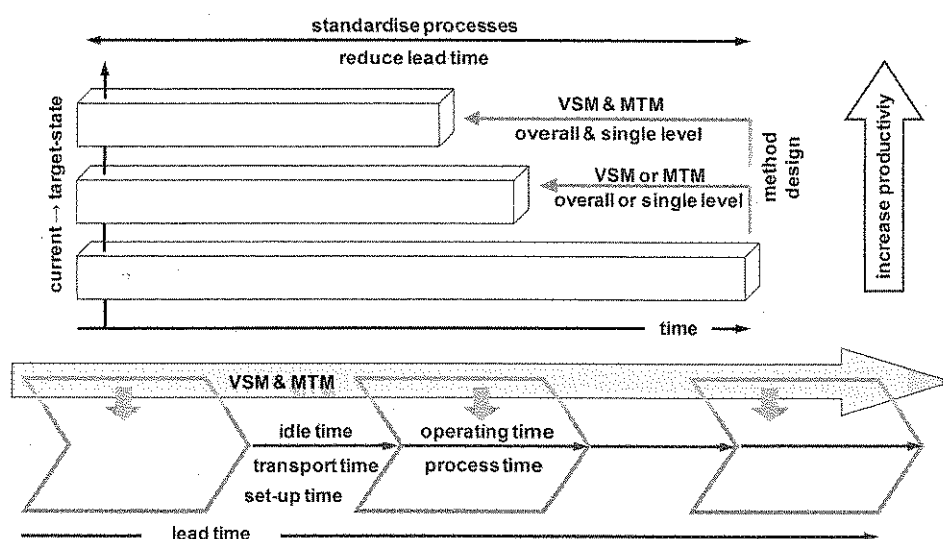 standardise processes
reduce lead time
current → target-state
VSM & MTM
overall & single level
VSM or MTM
overall or single level
method
design
increase productiviy
time
VSM & MTM
idle time
operating time
transport time
process time
set-up time
lead time